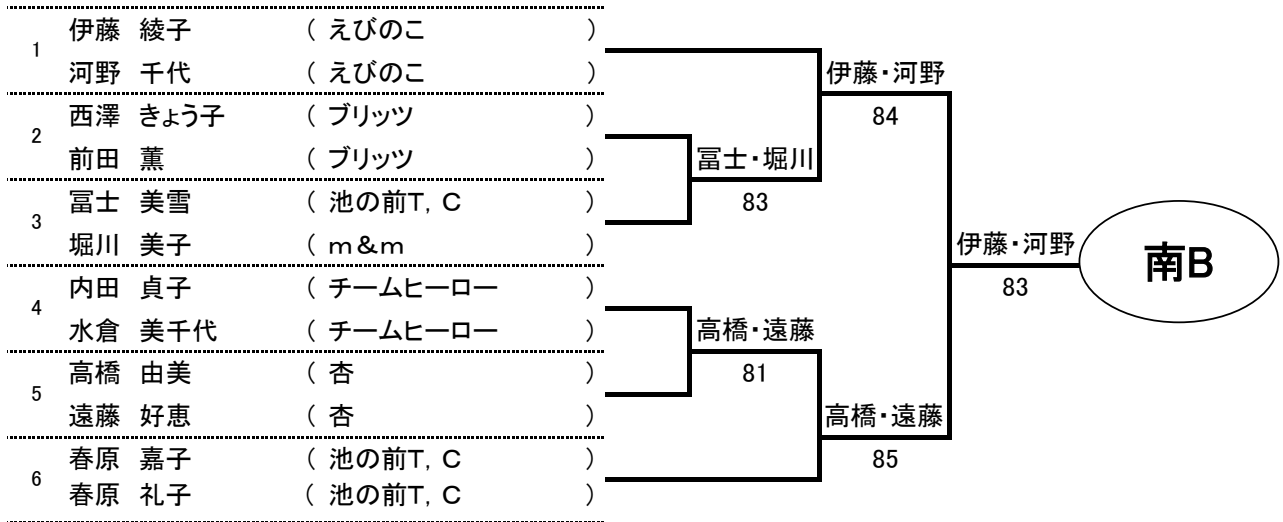 1
伊藤 綾子 ( えびのこ )
河野 千代 ( えびのこ )
2
西澤 きょう子 ( ブリッツ )
前田 薫 ( ブリッツ )
3
冨士 美雪 ( 池の前T,C )
堀川 美子 ( m&m )
4
内田 貞子 ( チームヒーロー )
水倉 美千代 ( チームヒーロー )
5
高橋 由美 ( 杏 )
遠藤 好恵 ( 杏 )
6
春原 嘉子 ( 池の前T,C )
春原 礼子 ( 池の前T,C )
冨士・堀川
83
高橋・遠藤
81
伊藤・河野
84
高橋・遠藤
85
伊藤・河野
83
南B